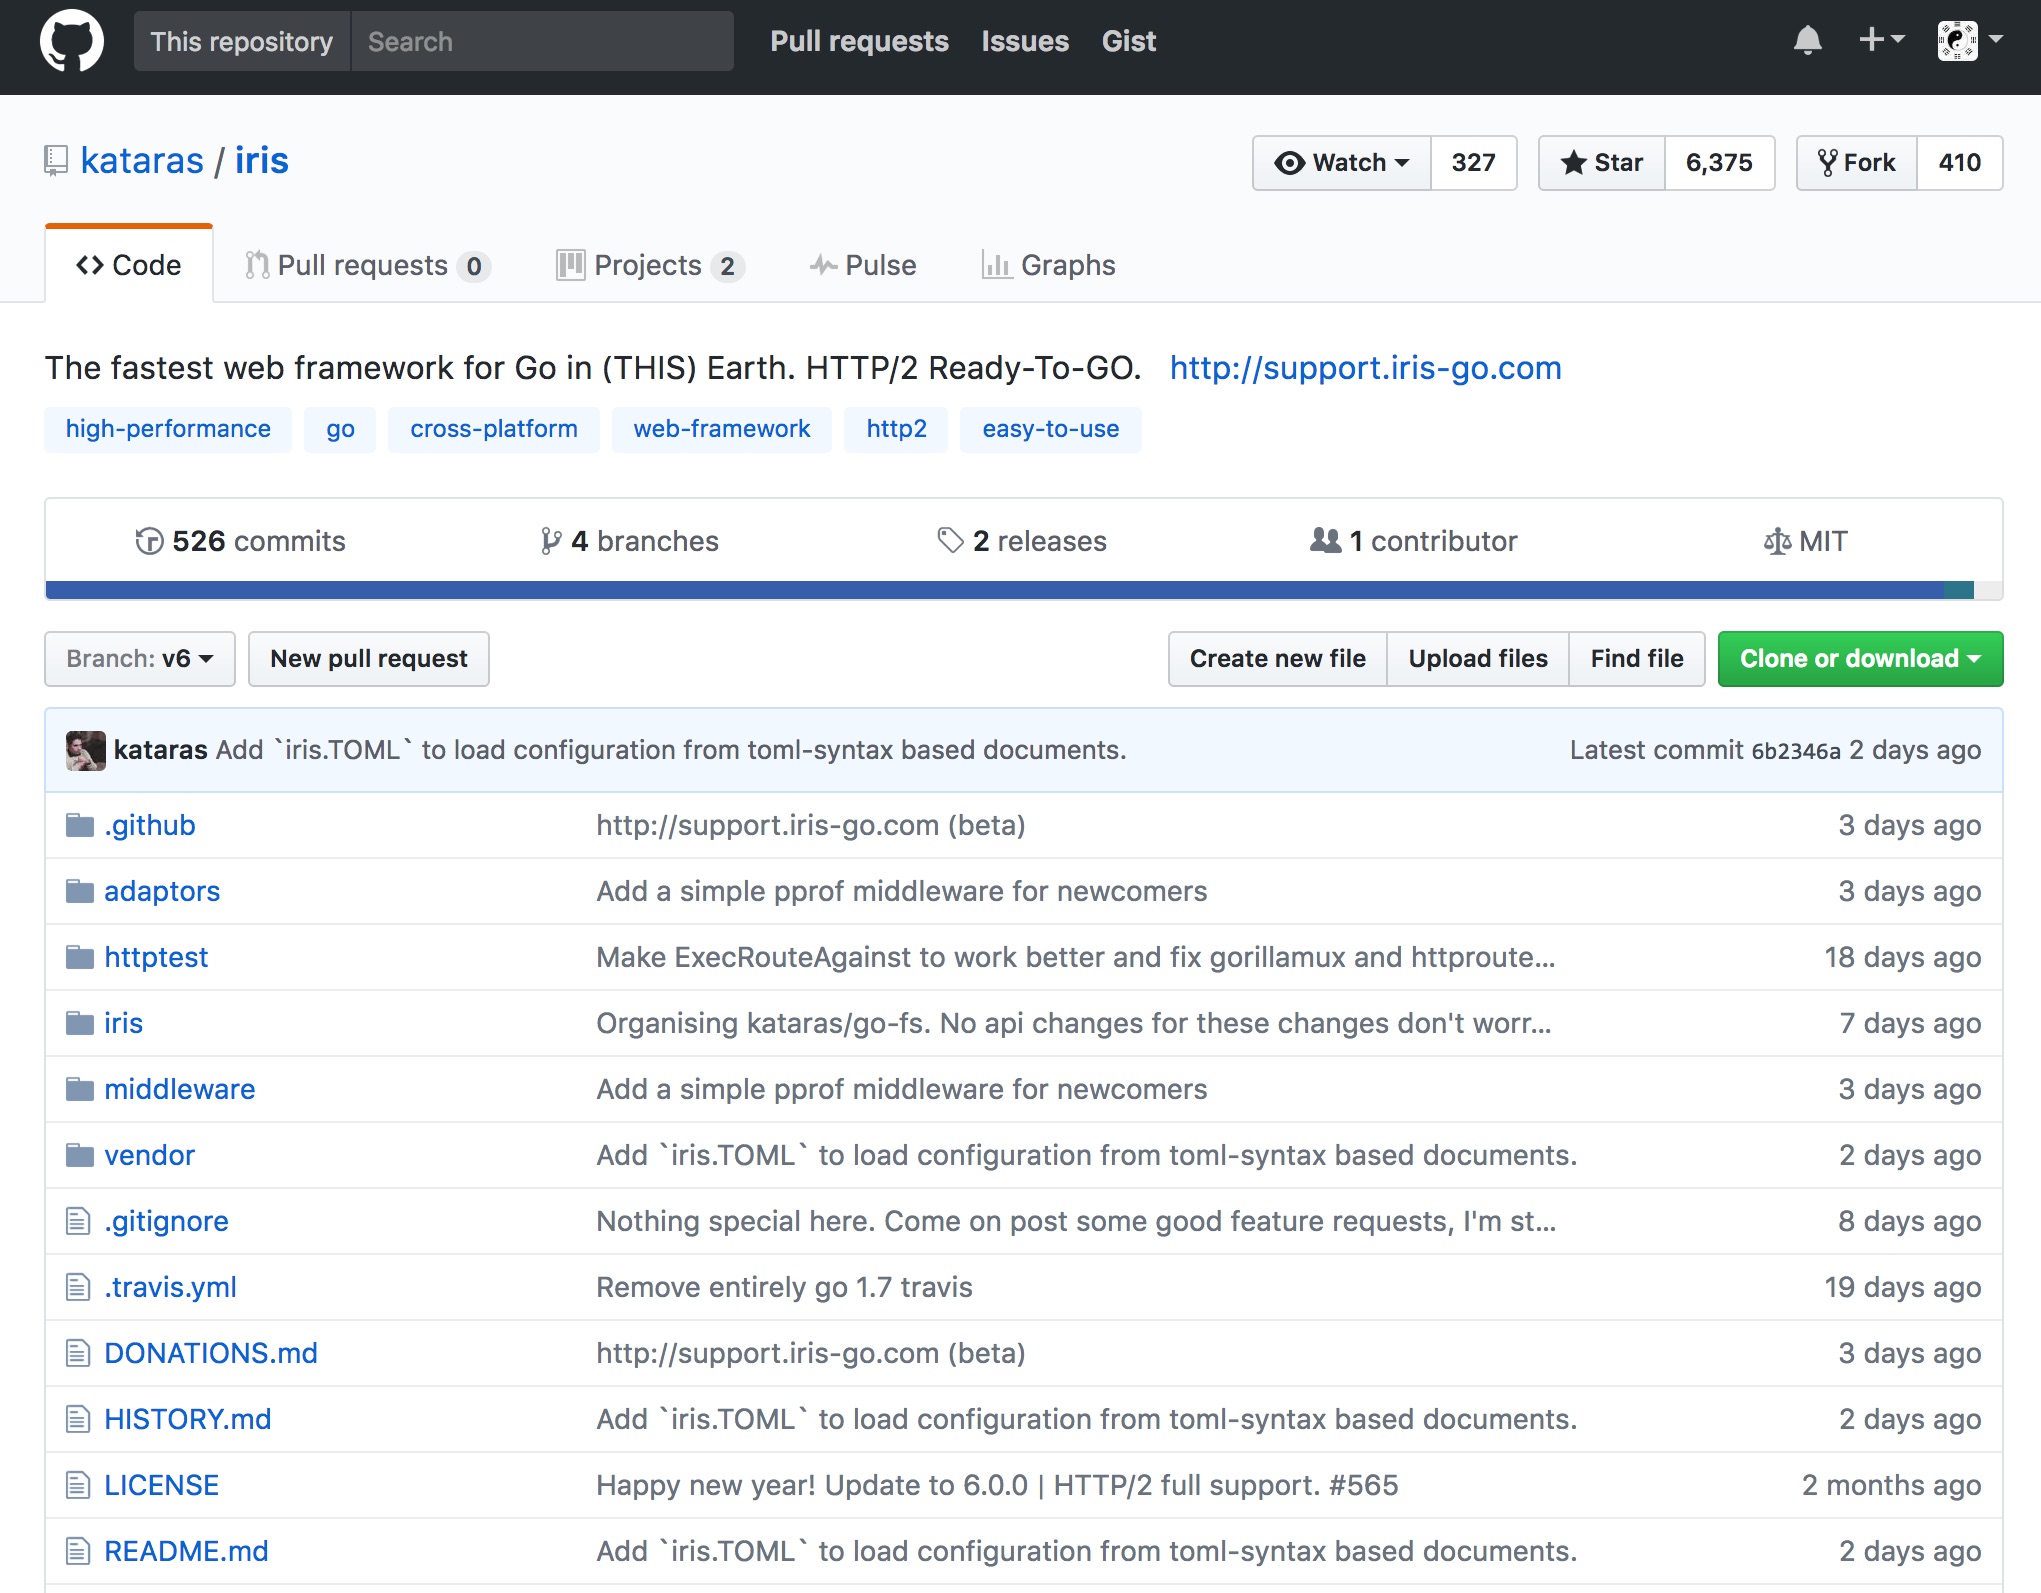 This repository Search Pull requests Issues Gist
kataras / iris Watch 327 Star 6,375 Fork 410
Code Pull requests 0 Projects 2 Pulse Graphs
The fastest web framework for Go in (THIS) Earth. HTTP/2 Ready-To-GO. http://support.iris-go.com
high-performance go cross-platform web-framework http2 easy-to-use
526 commits 4 branches 2 releases 1 contributor MIT
Branch: v6 New pull request Create new file Upload files Find file Clone or download
kataras Add `iris.TOML` to load configuration from toml-syntax based documents. Latest commit 6b2346a 2 days ago
.github http://support.iris-go.com (beta) 3 days ago
adaptors Add a simple pprof middleware for newcomers 3 days ago
httptest Make ExecRouteAgainst to work better and fix gorillamux and httproute... 18 days ago
iris Organising kataras/go-fs. No api changes for these changes don't worr... 7 days ago
middleware Add a simple pprof middleware for newcomers 3 days ago
vendor Add `iris.TOML` to load configuration from toml-syntax based documents. 2 days ago
.gitignore Nothing special here. Come on post some good feature requests, I'm st... 8 days ago
.travis.yml Remove entirely go 1.7 travis 19 days ago
DONATIONS.md http://support.iris-go.com (beta) 3 days ago
HISTORY.md Add `iris.TOML` to load configuration from toml-syntax based documents. 2 days ago
LICENSE Happy new year! Update to 6.0.0 | HTTP/2 full support. #565 2 months ago
README.md Add `iris.TOML` to load configuration from toml-syntax based documents. 2 days ago